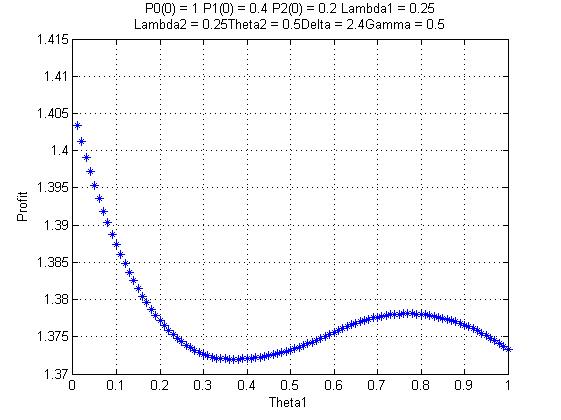 P0(0) = 1 P1(0) = 0.4 P2(0) = 0.2 Lambda1 = 0.25
Lambda2 = 0.25Theta2 = 0.5Delta = 2.4Gamma = 0.5
1.415
1.41
1.405
1.4
1.395
1.39
1.385
1.38
1.375
1.37
Profit
0 0.1 0.2 0.3 0.4 0.5 0.6 0.7 0.8 0.9 1
Theta1